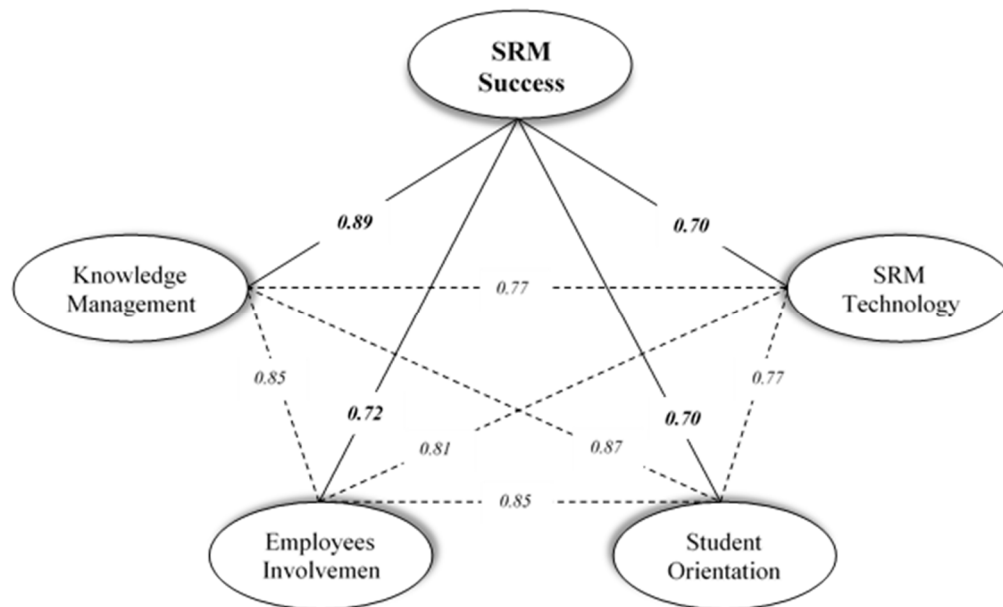 SRM
Success
0.89
0.70
Knowledge
Management
0.77
SRM
Technology
0.85
0.77
0.72
0.70
0.81
0.87
0.85
Employees
Involvemen
Student
Orientation